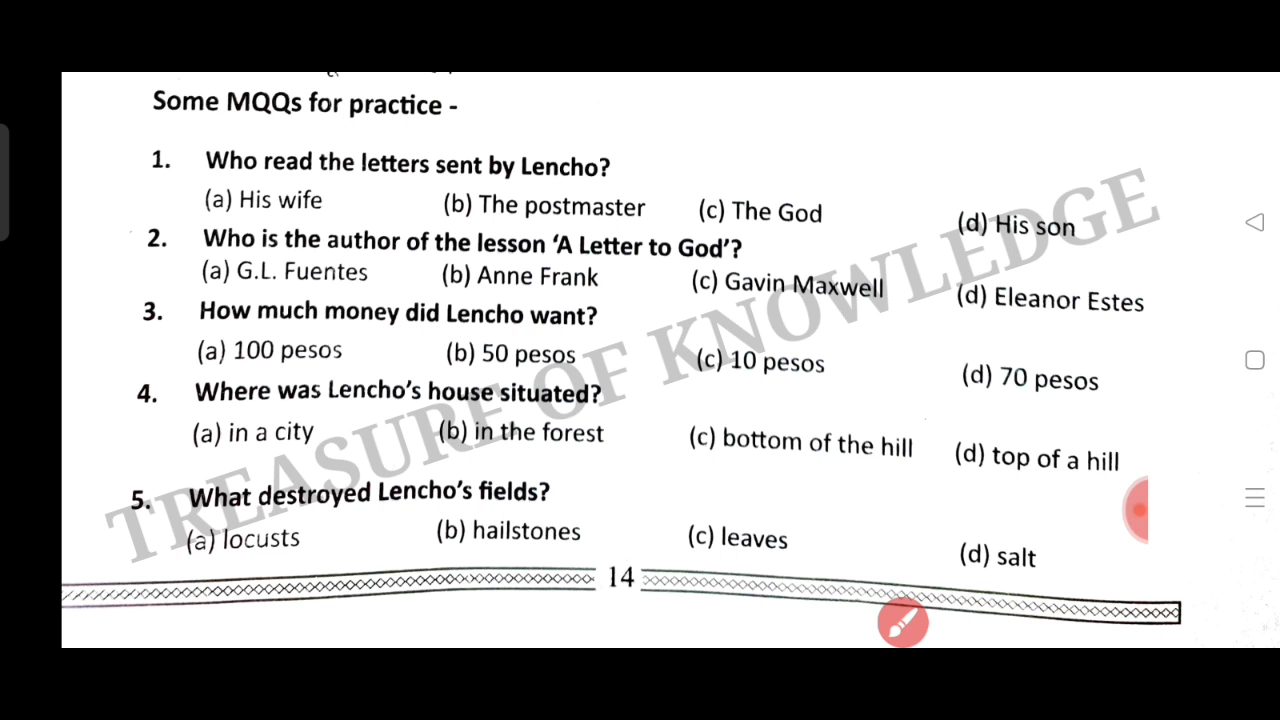 Some MQQs for practice -
1. Who read the letters sent by Lencho?
(a) His wife (b) The postmaster (c) The God (d) His son
2. Who is the author of the lesson ‘A Letter to God’?
(a) G.L. Fuentes (b) Anne Frank (c) Gavin Maxwell (d) Eleanor Estes
3. How much money did Lencho want?
(a) 100 pesos (b) 50 pesos (c) 10 pesos (d) 70 pesos
4. Where was Lencho’s house situated?
(a) in a city (b) in the forest (c) bottom of the hill (d) top of a hill
5. What destroyed Lencho’s fields?
(a) locusts (b) hailstones (c) leaves (d) salt
14
TREASURE OF KNOWLEDGE